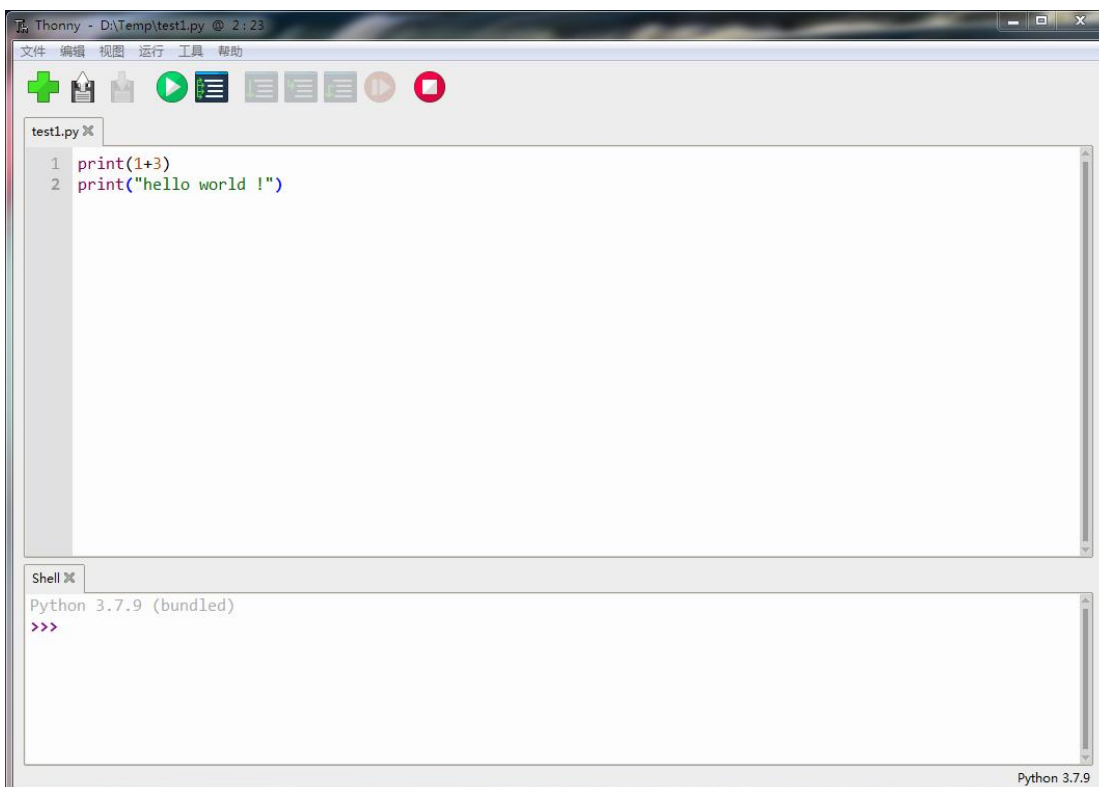 Thonny - D:\Temp\test1.py @ 2:23
文件 编辑 视图 运行 工具 帮助
test1.py
1 print(1+3)
2 print("hello world !")
Shell
Python 3.7.9 (bundled)
>>>
Python 3.7.9